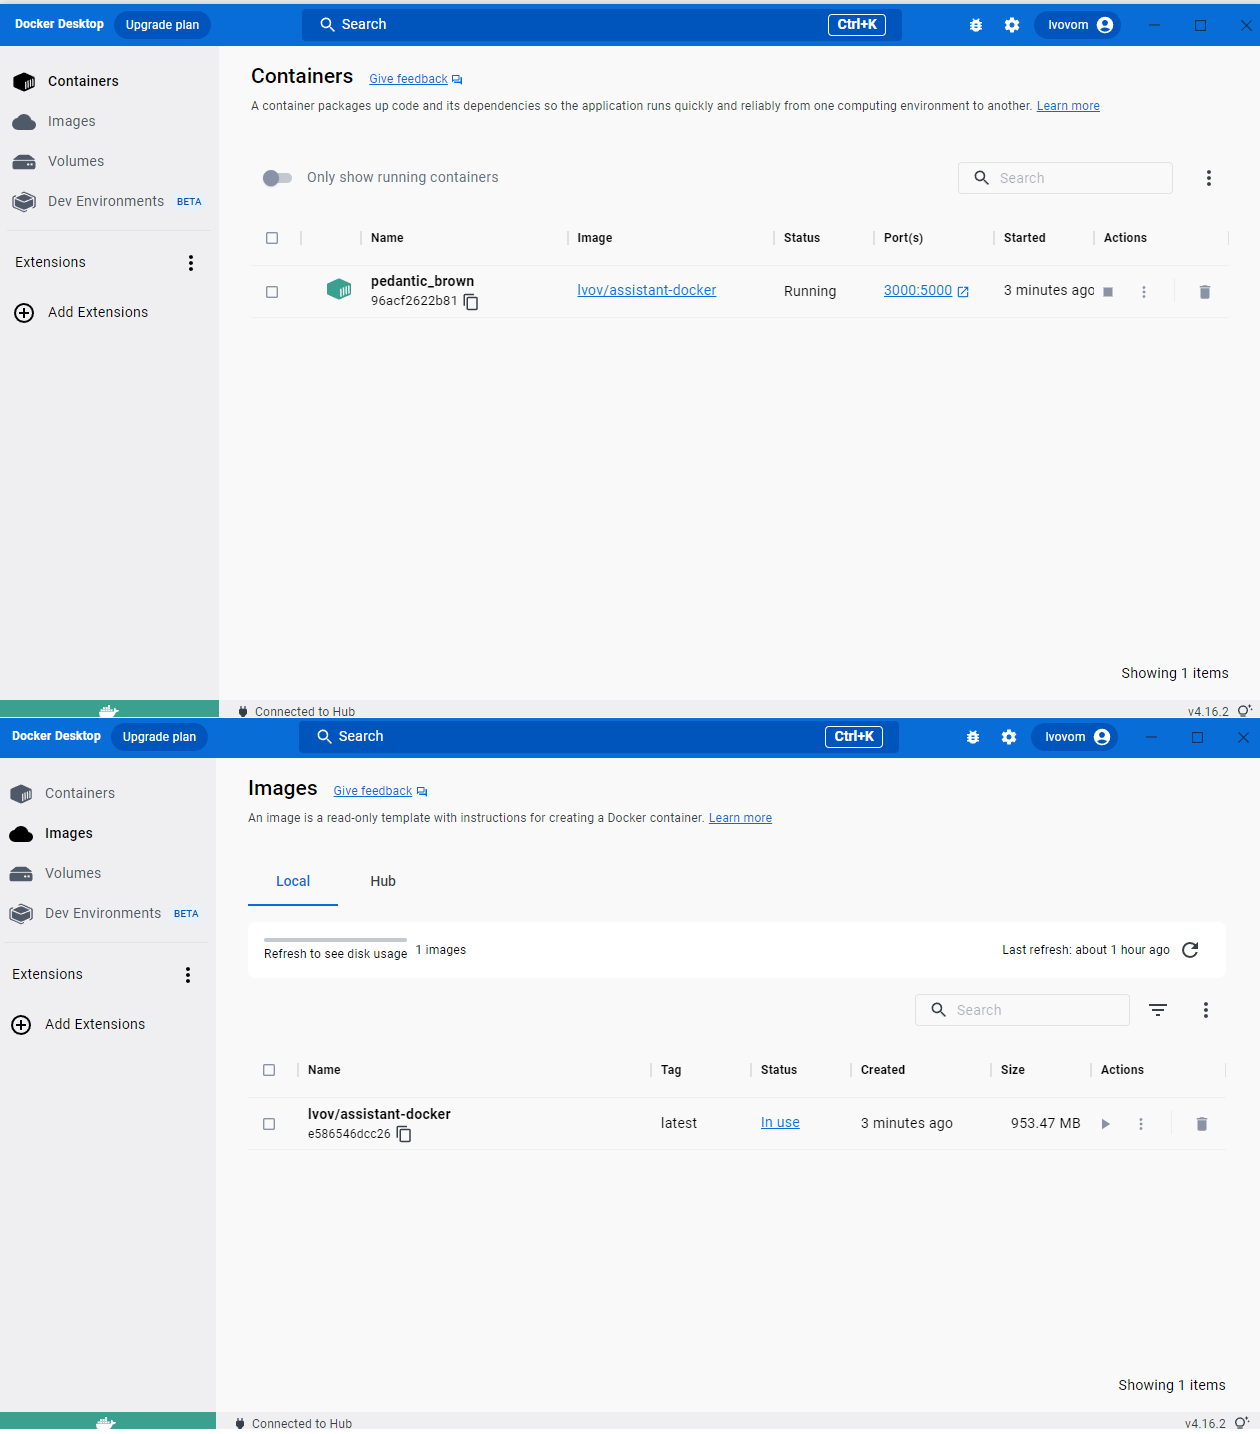 Docker Desktop Upgrade plan Search Ctrl+K lvovom
Containers
Images
Volumes
Dev Environments BETA
Extensions
Add Extensions
Containers Give feedback
A container packages up code and its dependencies so the application runs quickly and reliably from one computing environment to another. Learn more
Only show running containers Search
Name Image Status Port(s) Started Actions
pedantic_brown lvov/assistant-docker Running 3000:5000 3 minutes ago
96acf2622b81
Showing 1 items
Connected to Hub v4.16.2
Docker Desktop Upgrade plan Search Ctrl+K lvovom
Containers
Images
Volumes
Dev Environments BETA
Extensions
Add Extensions
Images Give feedback
An image is a read-only template with instructions for creating a Docker container. Learn more
Local Hub
Refresh to see disk usage 1 images Last refresh: about 1 hour ago
Search
Name Tag Status Created Size Actions
lvov/assistant-docker latest In use 3 minutes ago 953.47 MB
e586546dcc26
Showing 1 items
Connected to Hub v4.16.2